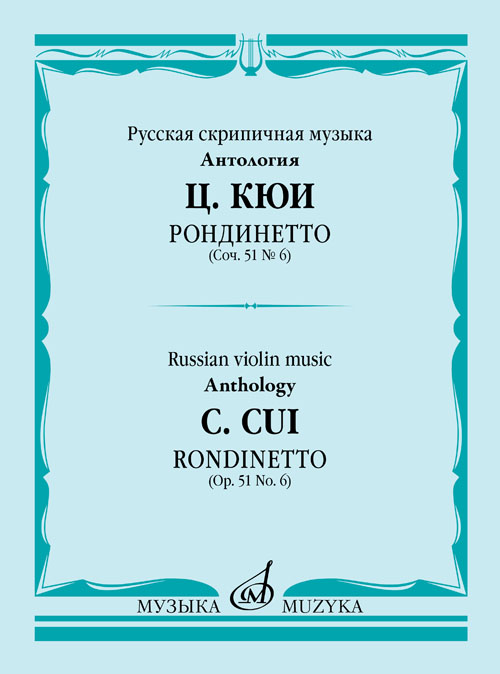 Русская скрипичная музыка
Антология
Ц. КЮИ
РОНДИНЕТТО
(Соч. 51 № 6)
Russian violin music
Anthology
C. CUI
RONDINETTO
(Op. 51 No. 6)
МУЗЫКА М MUZYKA